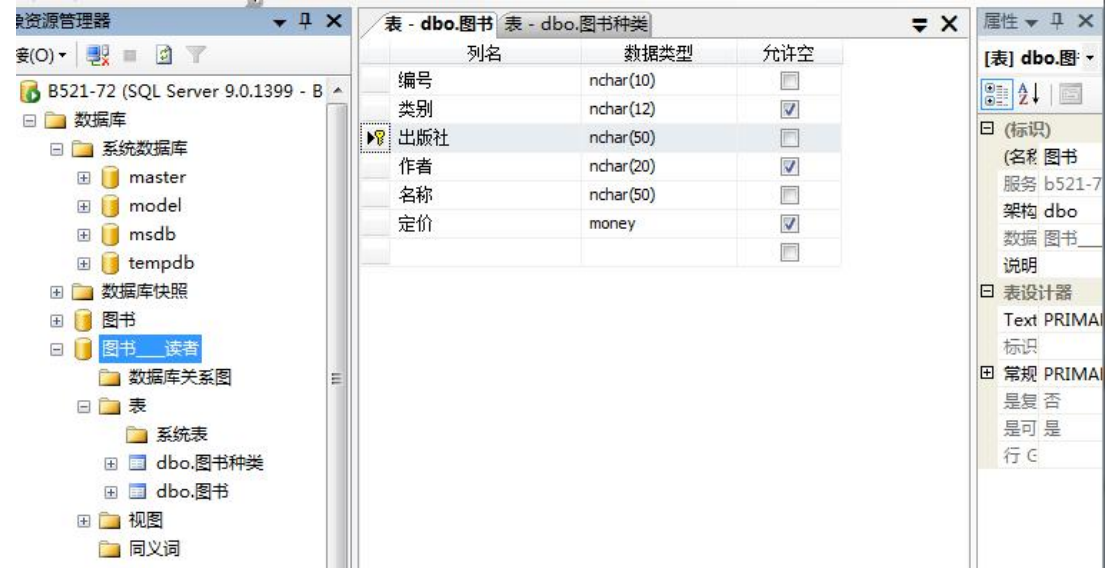 象资源管理器
接(O)
B521-72 (SQL Server 9.0.1399 - B
数据库
系统数据库
master
model
msdb
tempdb
数据库快照
图书
图书___读者
数据库关系图
表
系统表
dbo.图书种类
dbo.图书
视图
同义词
表 - dbo.图书 表 - dbo.图书种类
列名 数据类型 允许空
编号 nchar(10)
类别 nchar(12)
出版社 nchar(50)
作者 nchar(20)
名称 nchar(50)
定价 money
属性
[表] dbo.图
(标识)
(名称 图书
服务 b521-7
架构 dbo
数据 图书___
说明
表设计器
Text PRIMA
标识
常规 PRIMA
是复 否
是可 是
行 G